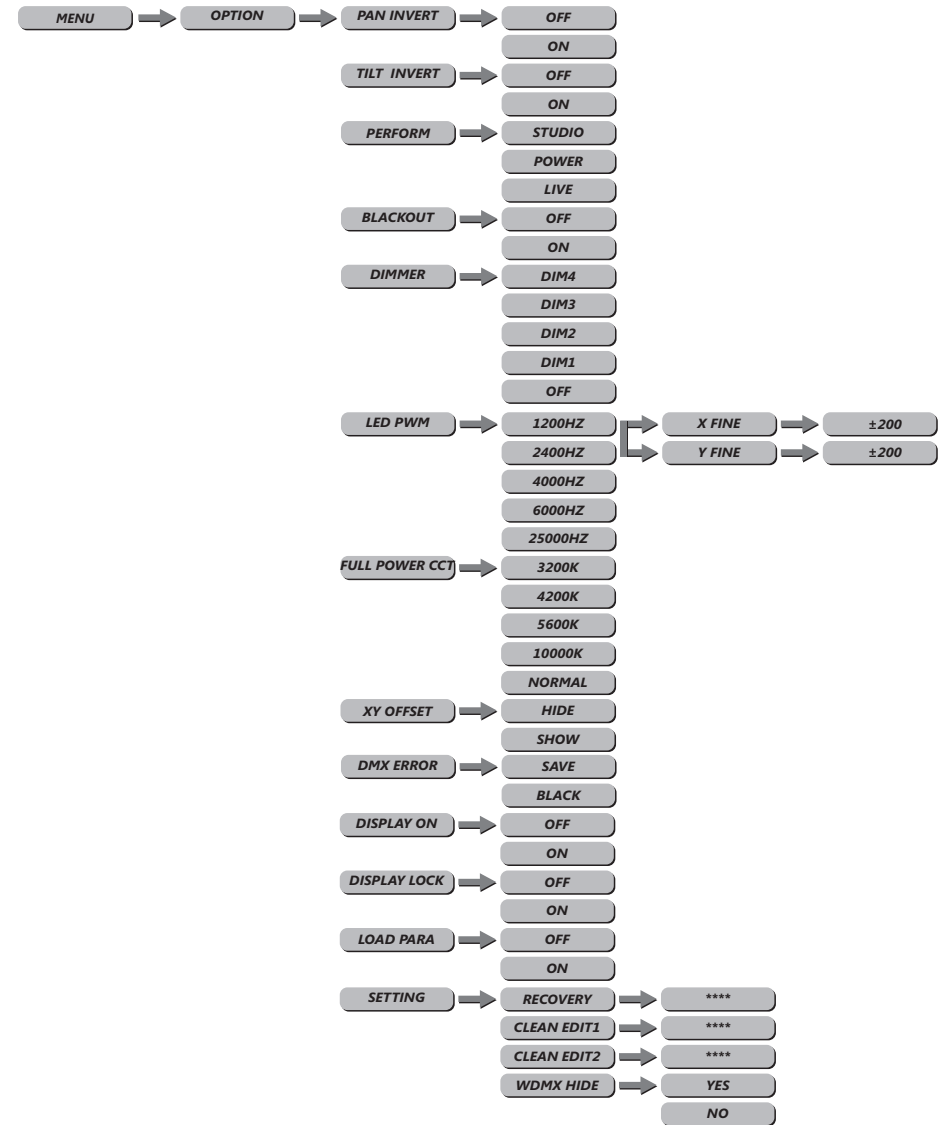 MENU OPTION PAN INVERT OFF
ON
TILT INVERT OFF
ON
PERFORM STUDIO
POWER
LIVE
BLACKOUT OFF
ON
DIMMER DIM4
DIM3
DIM2
DIM1
OFF
LED PWM 1200HZ X FINE ±200
2400HZ Y FINE ±200
4000HZ
6000HZ
25000HZ
FULL POWER CCT 3200K
4200K
5600K
10000K
NORMAL
XY OFFSET HIDE
SHOW
DMX ERROR SAVE
BLACK
DISPLAY ON OFF
ON
DISPLAY LOCK OFF
ON
LOAD PARA OFF
ON
SETTING RECOVERY ****
CLEAN EDIT1 ****
CLEAN EDIT2 ****
WDMX HIDE YES
NO